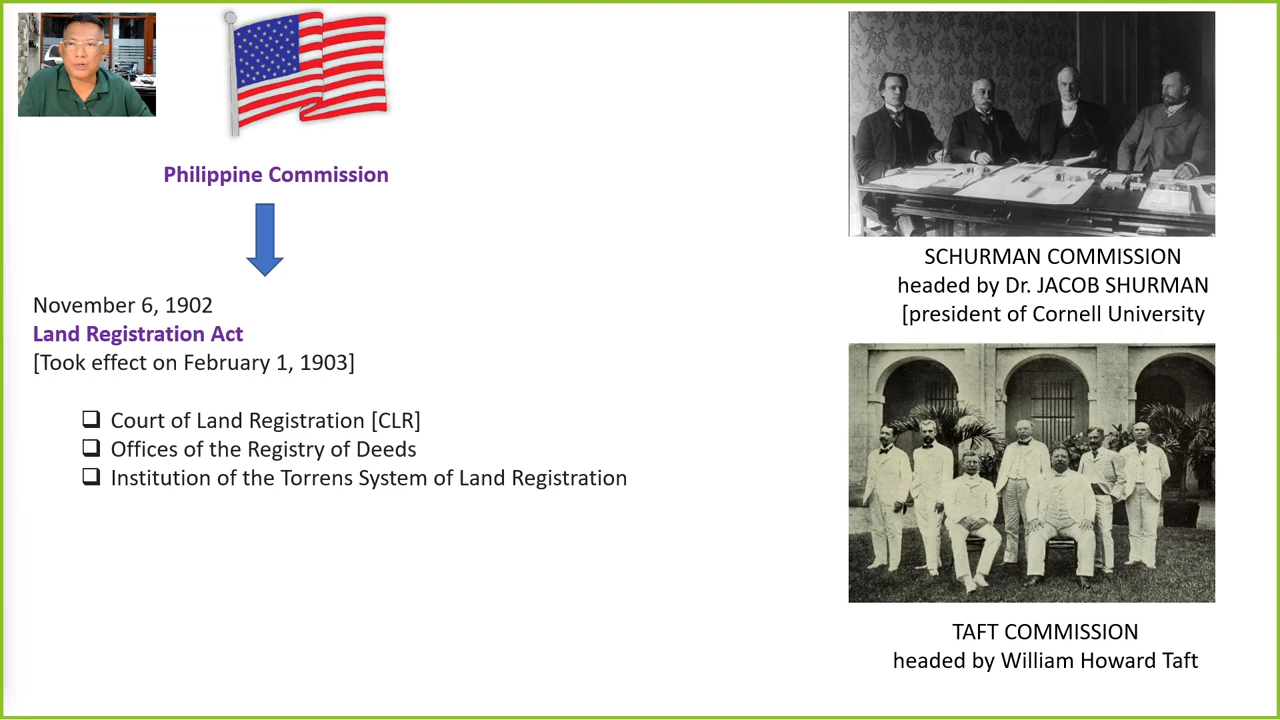 Philippine Commission
November 6, 1902
Land Registration Act
[Took effect on February 1, 1903]
Court of Land Registration [CLR]
Offices of the Registry of Deeds
Institution of the Torrens System of Land Registration
SCHURMAN COMMISSION
headed by Dr. JACOB SHURMAN
[president of Cornell University
TAFT COMMISSION
headed by William Howard Taft